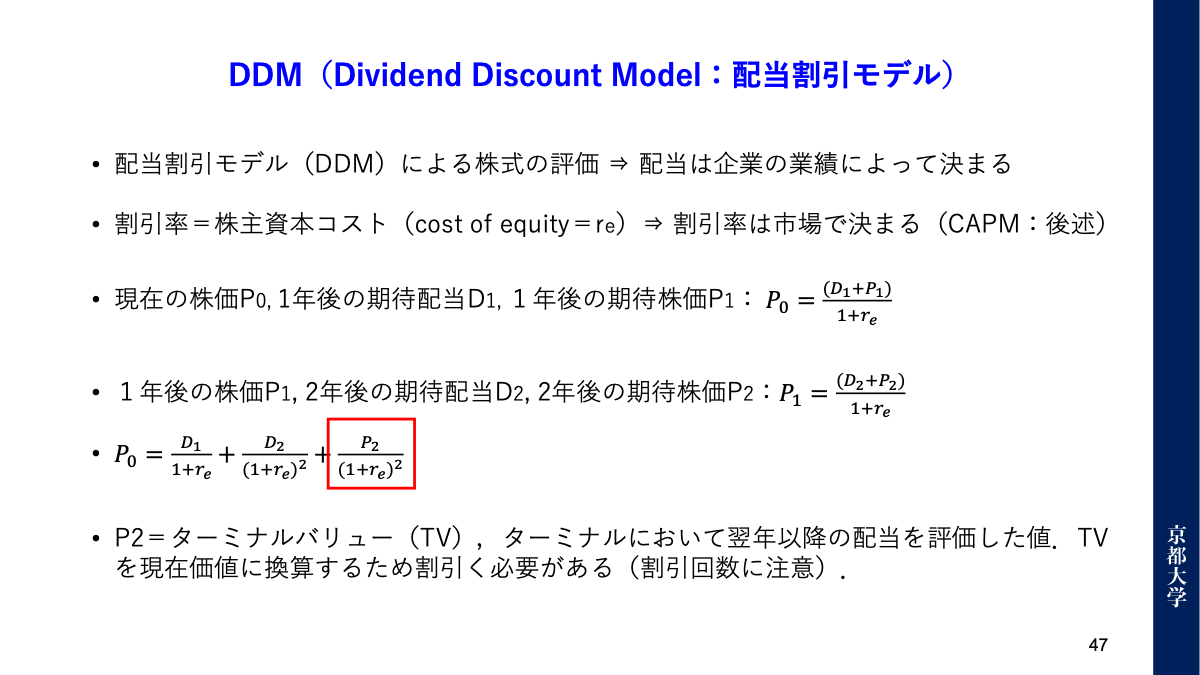 DDM（Dividend Discount Model：配当割引モデル）
• 配当割引モデル（DDM）による株式の評価 ⇒ 配当は企業の業績によって決まる
• 割引率＝株主資本コスト（cost of equity＝re）⇒ 割引率は市場で決まる（CAPM：後述）
• 現在の株価P0, 1年後の期待配当D1, １年後の期待株価P1： P₀ = (D₁+P₁)/(1+rₑ)
• １年後の株価P1, 2年後の期待配当D2, 2年後の期待株価P2：P₁ = (D₂+P₂)/(1+rₑ)
• P₀ = D₁/(1+rₑ) + D₂/(1+rₑ)² + P₂/(1+rₑ)²
• P2＝ターミナルバリュー（TV），ターミナルにおいて翌年以降の配当を評価した値．TV
を現在価値に換算するため割引く必要がある（割引回数に注意）．
京都大学
47